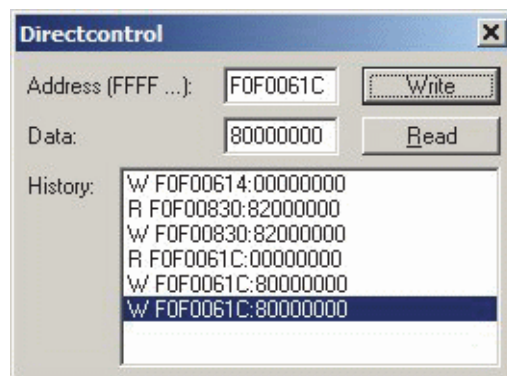 Directcontrol
Address (FFFF ...): F0F0061C Write
Data: 80000000 Read
History:
W F0F00614:00000000
R F0F00830:82000000
W F0F00830:82000000
R F0F0061C:00000000
W F0F0061C:80000000
W F0F0061C:80000000